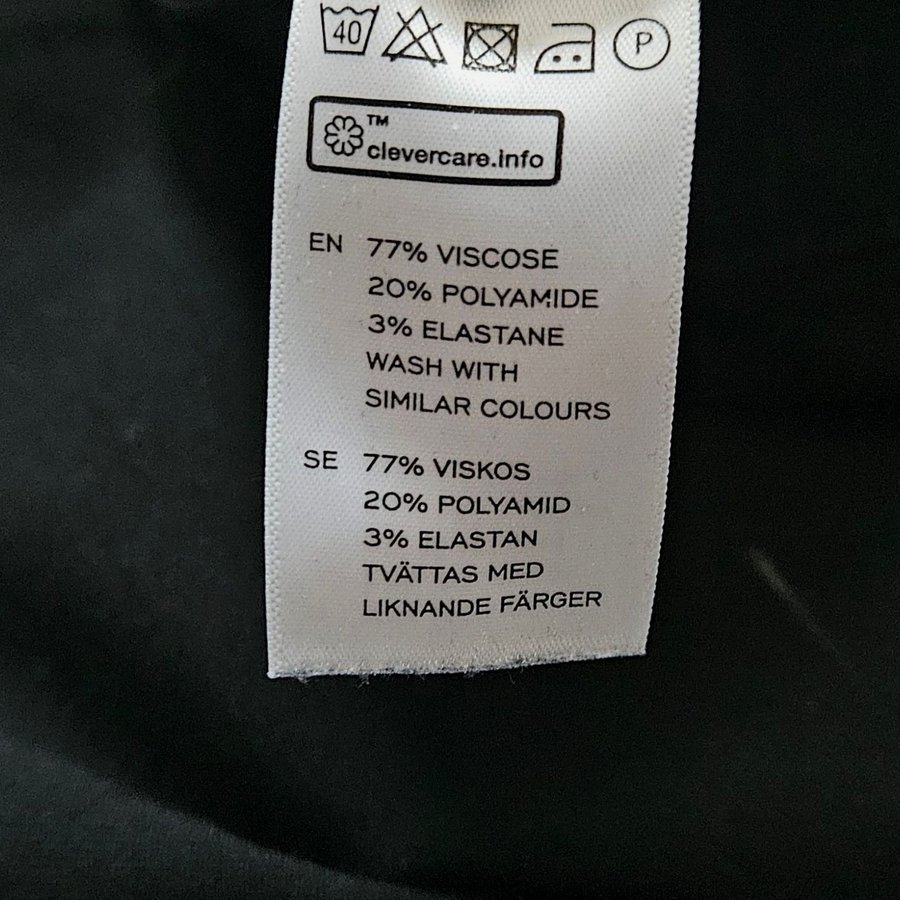 40 P
™
clevercare.info
EN 77% VISCOSE
20% POLYAMIDE
3% ELASTANE
WASH WITH
SIMILAR COLOURS
SE 77% VISKOS
20% POLYAMID
3% ELASTAN
TVÄTTAS MED
LIKNANDE FÄRGER